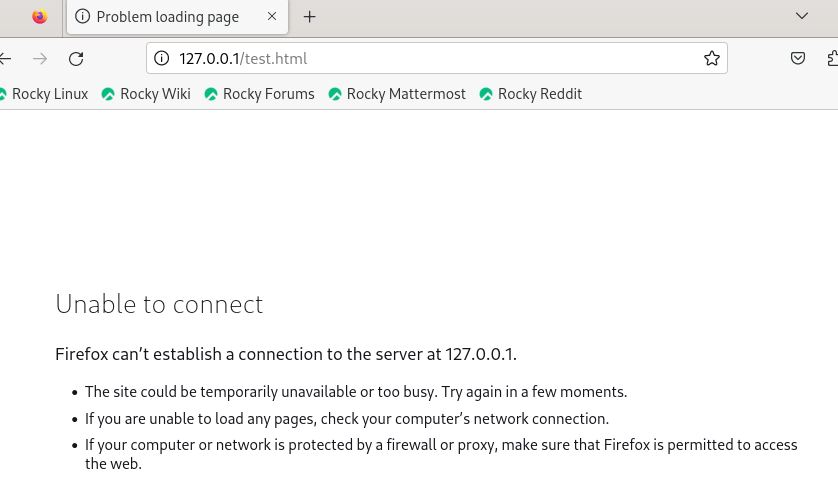 Problem loading page
127.0.0.1/test.html
Rocky Linux Rocky Wiki Rocky Forums Rocky Mattermost Rocky Reddit
Unable to connect
Firefox can’t establish a connection to the server at 127.0.0.1.
• The site could be temporarily unavailable or too busy. Try again in a few moments.
• If you are unable to load any pages, check your computer’s network connection.
• If your computer or network is protected by a firewall or proxy, make sure that Firefox is permitted to access
the web.